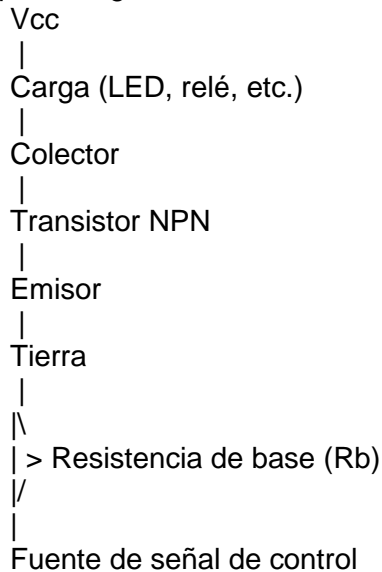 Vcc
|
Carga (LED, relé, etc.)
|
Colector
|
Transistor NPN
|
Emisor
|
Tierra
|
|\
| > Resistencia de base (Rb)
|/
|
Fuente de señal de control